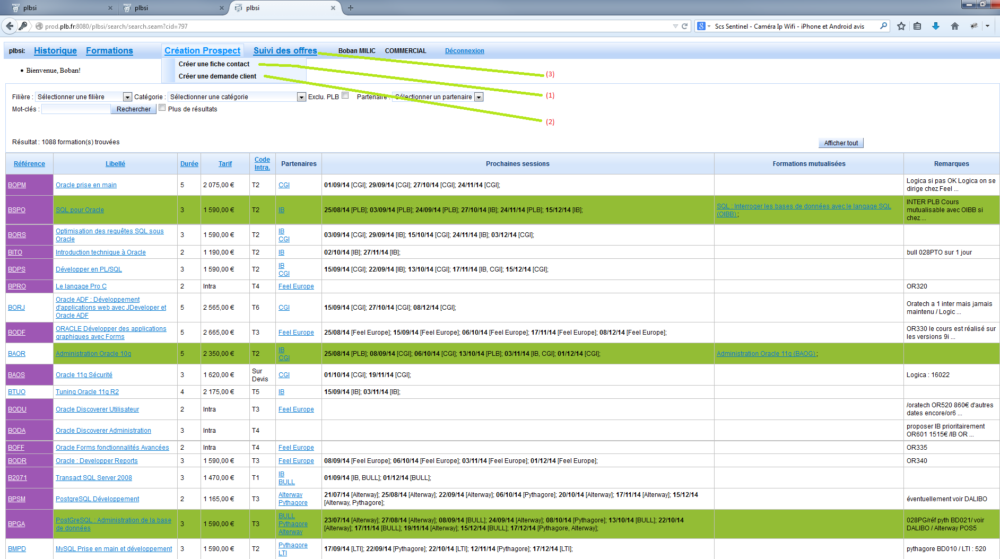 plbsi
plbsi
plbsi
prod.plb.fr:8080/plbsi/search/search.seam?cid=797
Scs Sentinel - Caméra Ip Wifi - iPhone et Android avis
plbsi: Historique Formations Création Prospect Suivi des offres Boban MILIC COMMERCIAL Déconnexion
Bienvenue, Boban!
Créer une fiche contact
Créer une demande client
(3)
(1)
(2)
Filière : Sélectionner une filière Catégorie : Sélectionner une catégorie Exclu. PLB Partenaire : Sélectionner un partenaire
Mot-clés : Rechercher Plus de résultats
Résultat : 1088 formation(s) trouvées Afficher tout
Référence Libellé Durée Tarif Code Intra. Partenaires Prochaines sessions Formations mutualisées Remarques
BOPM Oracle prise en main 5 2 075,00 € T2 CGI 01/09/14 [CGI]; 29/09/14 [CGI]; 27/10/14 [CGI]; 24/11/14 [CGI]; Logica si pas OK Logica on se dirige chez Feel ...
BSPO SQL pour Oracle 3 1 590,00 € T2 IB 25/08/14 [PLB]; 03/09/14 [PLB]; 24/09/14 [PLB]; 27/10/14 [IB]; 24/11/14 [PLB]; 15/12/14 [IB]; SQL : Interroger les bases de données avec le langage SQL (OIBB) ; INTER PLB Cours mutualisable avec OIBB si chez ...
BORS Optimisation des requêtes SQL sous Oracle 3 1 590,00 € T2 IB CGI 03/09/14 [CGI]; 29/09/14 [IB]; 15/10/14 [CGI]; 24/11/14 [IB]; 03/12/14 [CGI];
BITO Introduction technique à Oracle 2 1 190,00 € T2 IB 02/10/14 [IB]; 27/11/14 [IB]; bull 028PTO sur 1 jour
BDPS Développer en PL/SQL 3 1 590,00 € T2 IB CGI 15/09/14 [CGI]; 22/09/14 [IB]; 13/10/14 [CGI]; 17/11/14 [IB, CGI]; 15/12/14 [CGI];
BPRO Le langage Pro C 2 Intra T4 Feel Europe OR320
BORJ Oracle ADF : Développement d'applications web avec JDeveloper et Oracle ADF 5 2 565,00 € T6 CGI 15/09/14 [CGI]; 27/10/14 [CGI]; 08/12/14 [CGI]; Oratech a 1 inter mais jamais maintenu / Logic ...
BODF ORACLE Développer des applications graphiques avec Forms 5 2 665,00 € T3 Feel Europe 25/08/14 [Feel Europe]; 15/09/14 [Feel Europe]; 06/10/14 [Feel Europe]; 17/11/14 [Feel Europe]; 08/12/14 [Feel Europe]; OR330 le cours est réalisé sur les versions 9i ...
BAOR Administration Oracle 10g 5 2 350,00 € T2 IB CGI 25/08/14 [PLB]; 08/09/14 [CGI]; 06/10/14 [CGI]; 13/10/14 [PLB]; 03/11/14 [IB, CGI]; 01/12/14 [CGI]; Administration Oracle 11g (BAOG) ;
BAOS Oracle 11g Sécurité 3 1 620,00 € Sur Devis CGI 01/10/14 [CGI]; 19/11/14 [CGI]; Logica : 16022
BTUO Tuning Oracle 11g R2 4 2 175,00 € T5 IB 15/09/14 [IB]; 03/11/14 [IB];
BODU Oracle Discoverer Utilisateur 2 Intra T3 Feel Europe /oratech OR520 860€ d'autres dates encore/or6 ...
BODA Oracle Discoverer Administration 3 Intra T4 proposer IB prioritairement OR601 1515€ /IB OR ...
BOFF Oracle Forms fonctionnalités Avancées 2 Intra T4 Feel Europe OR335
BODR Oracle : Developper Reports 3 1 590,00 € T3 Feel Europe 08/09/14 [Feel Europe]; 06/10/14 [Feel Europe]; 03/11/14 [Feel Europe]; 01/12/14 [Feel Europe]; OR340
B2071 Transact SQL Server 2008 3 1 470,00 € T1 IB BULL 01/09/14 [IB, BULL]; 01/12/14 [BULL];
BPSM PostgreSQL Développement 2 1 165,00 € T3 Alterway Pythagore 21/07/14 [Alterway]; 25/08/14 [Alterway]; 22/09/14 [Alterway]; 06/10/14 [Pythagore]; 20/10/14 [Alterway]; 17/11/14 [Alterway]; 15/12/14 [Alterway, Pythagore]; éventuellement voir DALIBO
BPGA PostGreSQL : Administration de la base de données 3 1 590,00 € T3 BULL Pythagore Alterway 23/07/14 [Alterway]; 27/08/14 [Alterway]; 08/09/14 [BULL]; 24/09/14 [Alterway]; 08/10/14 [Pythagore]; 13/10/14 [BULL]; 22/10/14 [Alterway]; 17/11/14 [BULL]; 19/11/14 [Alterway]; 15/12/14 [BULL]; 17/12/14 [Pythagore, Alterway]; 028PG/réf pyth BD021/ voir DALIBO / Alterway POS5
BMPD MySQL Prise en main et développement 3 1 590,00 € T2 Pythagore LTI 17/09/14 [LTI]; 22/09/14 [Pythagore]; 22/10/14 [LTI]; 12/11/14 [Pythagore]; 17/12/14 [LTI]; pythagore BD010 / LTI : 520